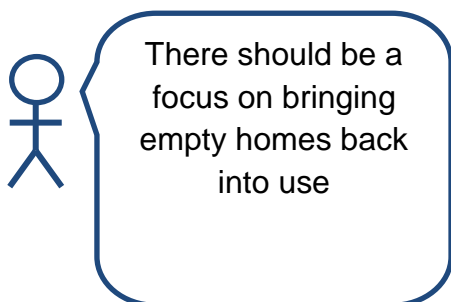 There should be a
focus on bringing
empty homes back
into use